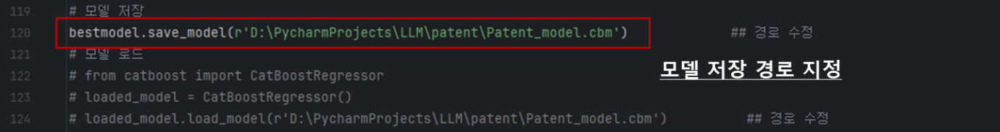 119 # 모델 저장
120 bestmodel.save_model(r'D:\PycharmProjects\LLM\patent\Patent_model.cbm') ## 경로 수정
121 # 모델 로드
모델 저장 경로 지정
122 # from catboost import CatBoostRegressor
123 # loaded_model = CatBoostRegressor()
124 # loaded_model.load_model(r'D:\PycharmProjects\LLM\patent\Patent_model.cbm') ## 경로 수정